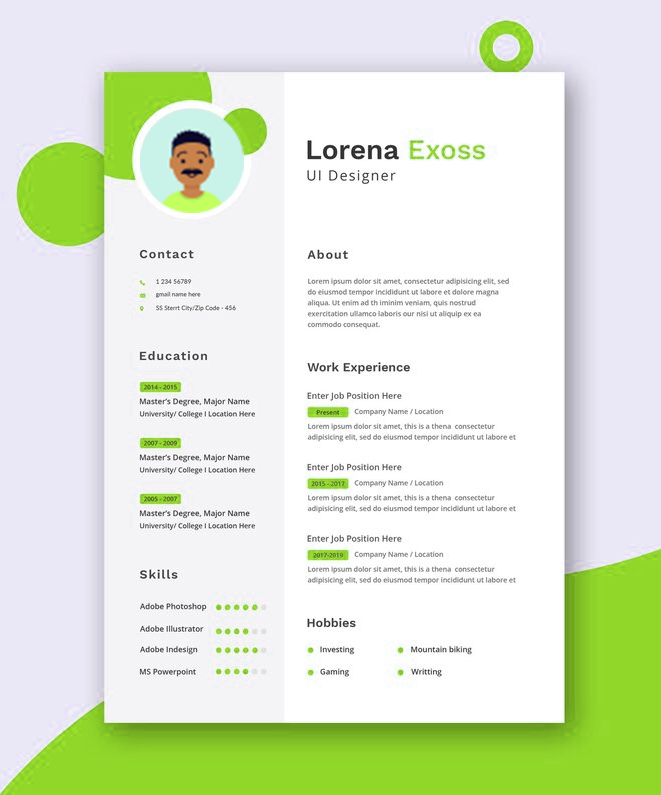 Lorena Exoss
UI Designer
Contact
1 234 56789
gmail name here
SS Sterrt City/Zip Code - 456
Education
2014 - 2015
Master's Degree, Major Name
University/ College I Location Here
2007 - 2009
Master's Degree, Major Name
University/ College I Location Here
2005 - 2007
Master's Degree, Major Name
University/ College I Location Here
Skills
Adobe Photoshop
Adobe Illustrator
Adobe Indesign
MS Powerpoint
About
Lorem ipsum dolor sit amet, consectetur adipisicing elit, sed
do eiusmod tempor incididunt ut labore et dolore magna
aliqua. Ut enim ad th iminim veniam, quis nostrud
exercitation ullamco laboris our nisi ut aliquip ex ea
commodo consequat.
Work Experience
Enter Job Position Here
Present Company Name / Location
Lorem ipsum dolor sit amet, this is a thena consectetur
adipisicing elit, sed do eiusmod tempor incididunt ut labore et
Enter Job Position Here
2015 - 2017 Company Name / Location
Lorem ipsum dolor sit amet, this is a thena consectetur
adipisicing elit, sed do eiusmod tempor incididunt ut labore et
Enter Job Position Here
2017-2019 Company Name / Location
Lorem ipsum dolor sit amet, this is a thena consectetur
adipisicing elit, sed do eiusmod tempor incididunt ut labore et
Hobbies
Investing
Mountain biking
Gaming
Writting